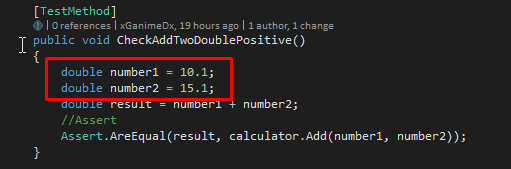 [TestMethod]
| 0 references | xGanimeDx, 19 hours ago | 1 author, 1 change
public void CheckAddTwoDoublePositive()
{
double number1 = 10.1;
double number2 = 15.1;
double result = number1 + number2;
//Assert
Assert.AreEqual(result, calculator.Add(number1, number2));
}